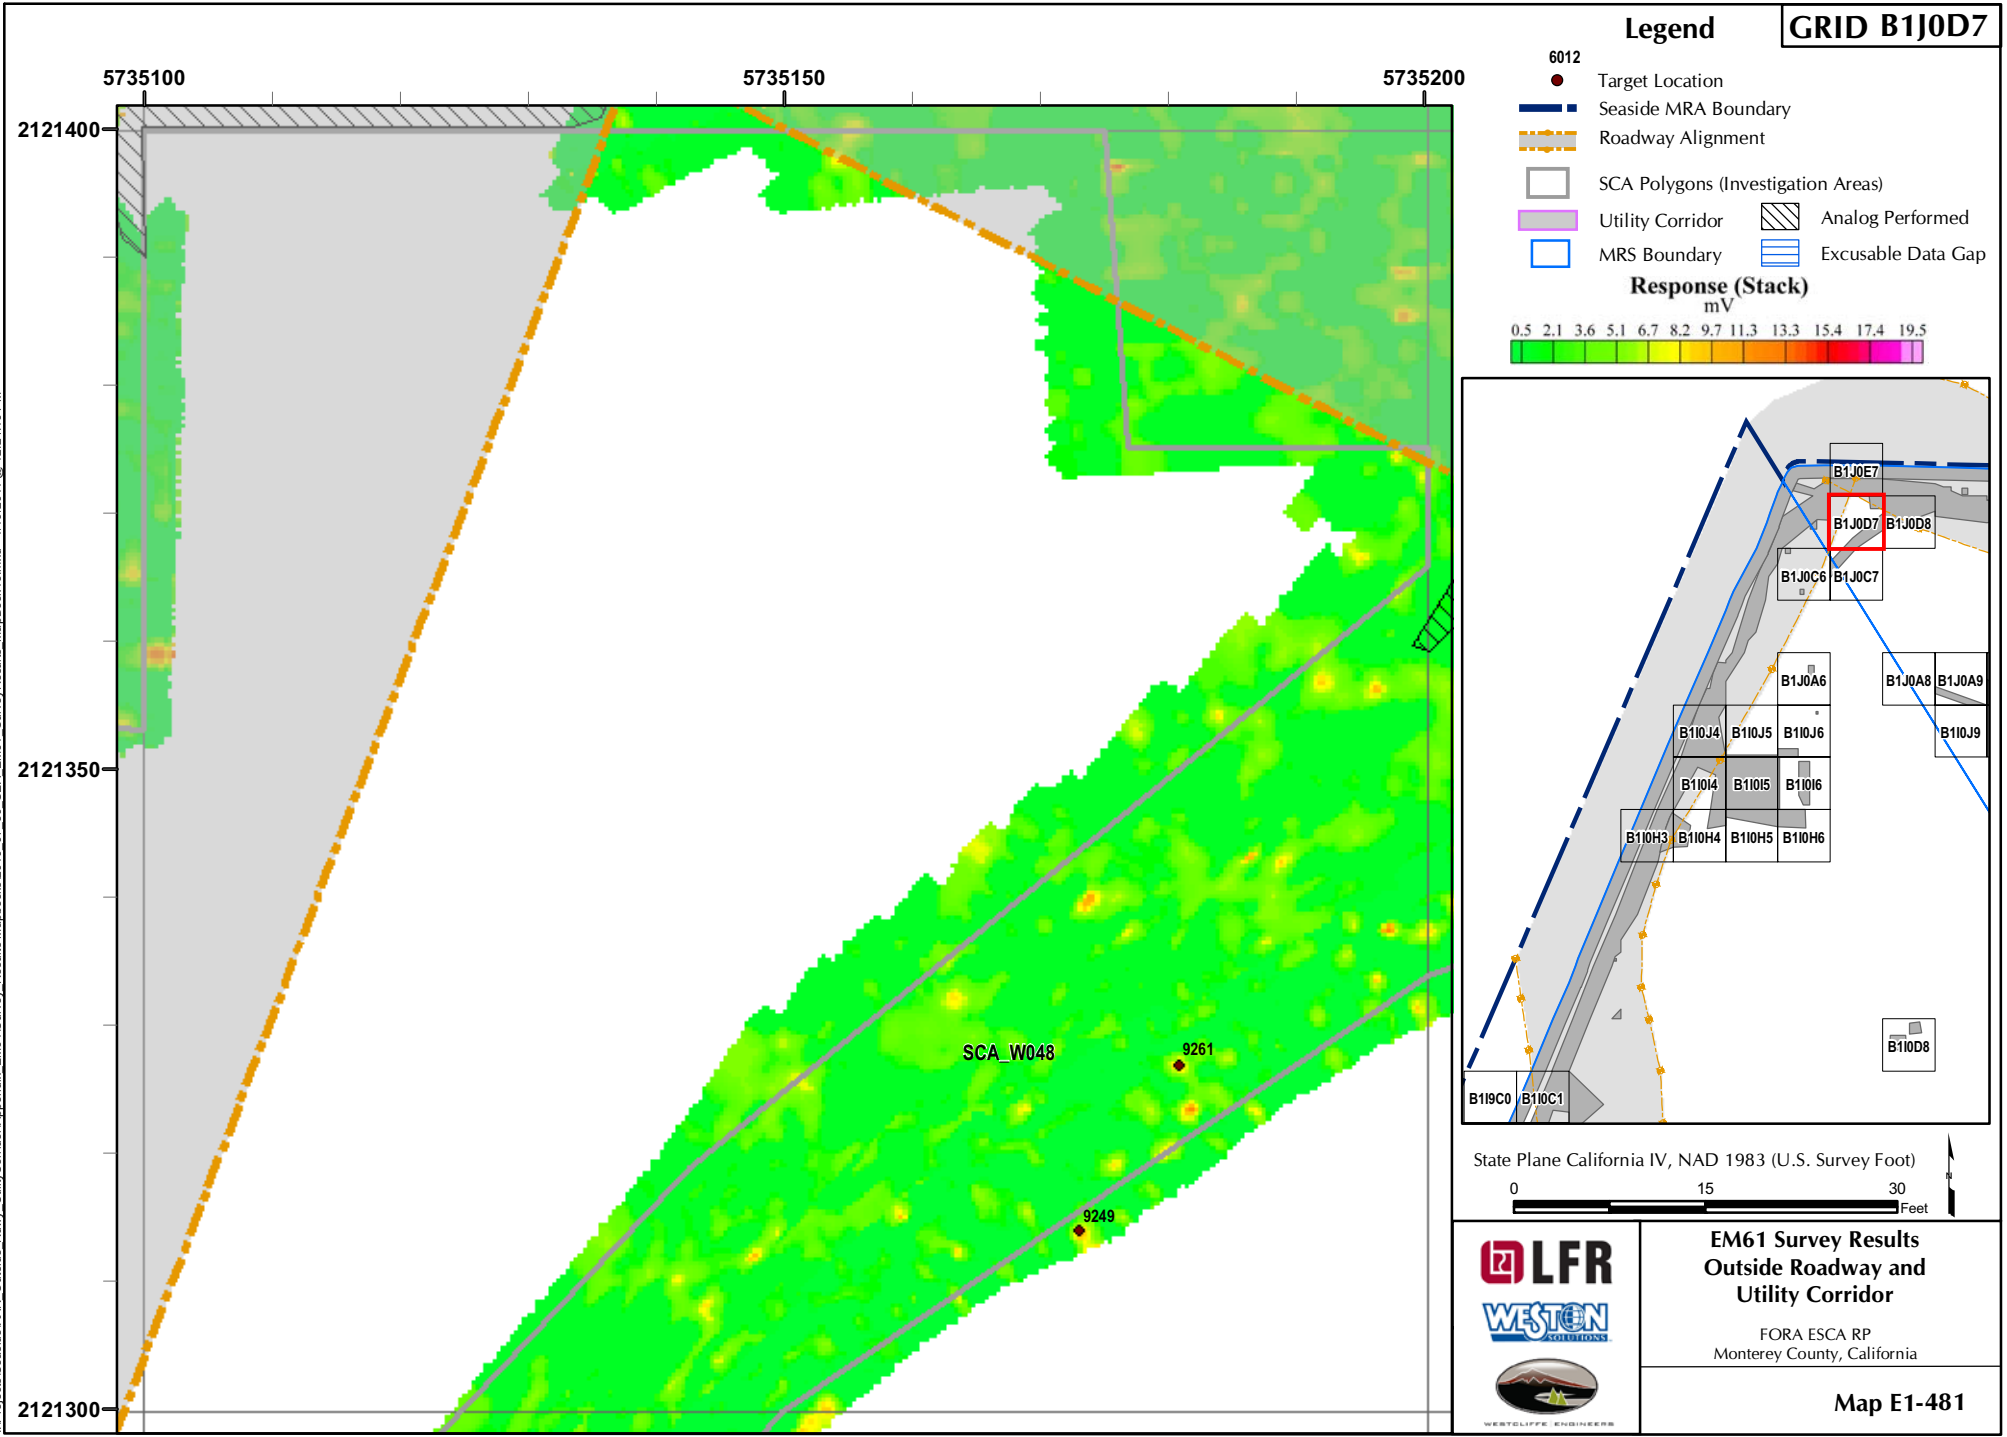 GRID B1J0D7
Legend
6012
Target Location
Seaside MRA Boundary
Roadway Alignment
SCA Polygons (Investigation Areas)
Utility Corridor
Analog Performed
MRS Boundary
Excusable Data Gap
Response (Stack)
mV
0.5 2.1 3.6 5.1 6.7 8.2 9.7 11.3 13.3 15.4 17.4 19.5
5735100 5735150 5735200
2121400
2121350
2121300
SCA_W048
9261
9249
B1J0E7
B1J0D7 B1J0D8
B1J0C6 B1J0C7
B1J0A6 B1J0A8 B1J0A9
B1I0J4 B1I0J5 B1I0J6 B1I0J9
B1I0I4 B1I0I5 B1I0I6
B1I0H3 B1I0H4 B1I0H5 B1I0H6
B1I0D8
B1I9C0 B1I0C1
State Plane California IV, NAD 1983 (U.S. Survey Foot)
N
0 15 30
Feet
LFR
WESTON
SOLUTIONS
WESTCLIFFE ENGINEERS
EM61 Survey Results
Outside Roadway and
Utility Corridor
FORA ESCA RP
Monterey County, California
Map E1-481